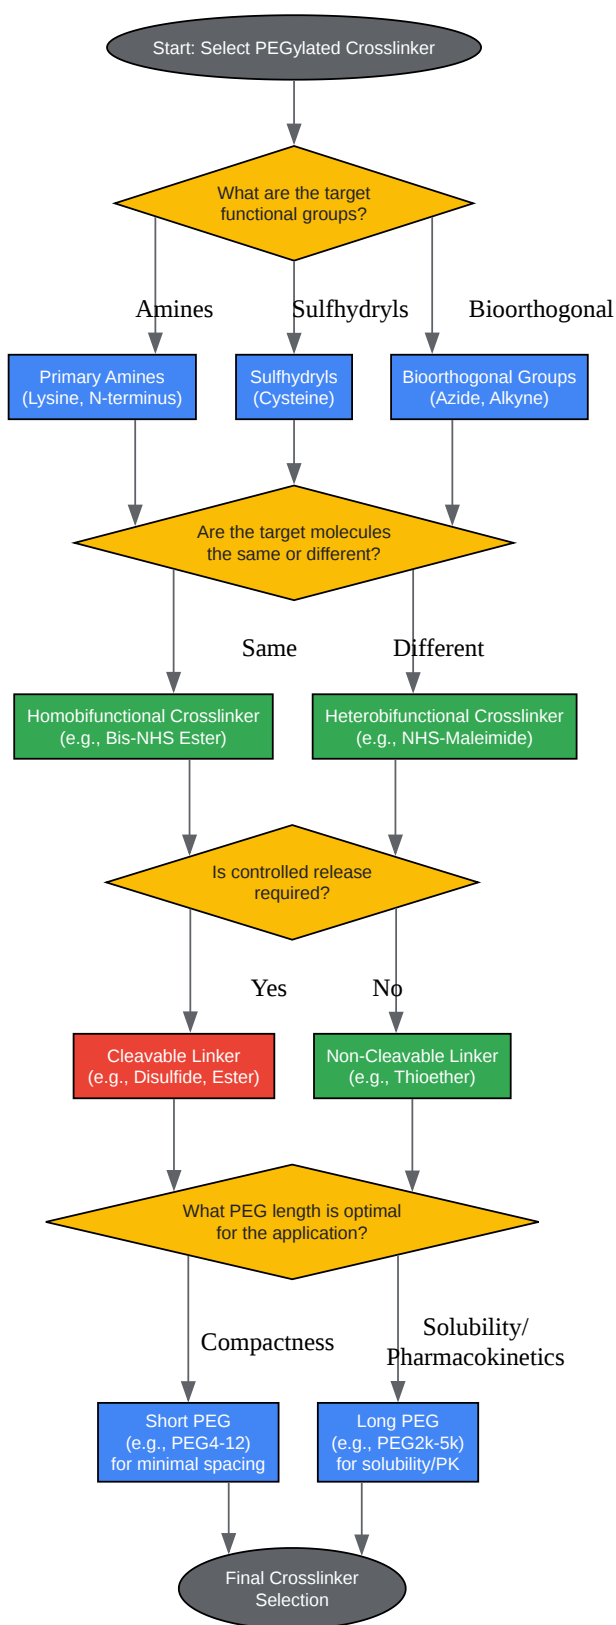 Start: Select PEGylated Crosslinker
What are the target
functional groups?
Amines
Sulfhydryls
Bioorthogonal
Primary Amines
(Lysine, N-terminus)
Sulfhydryls
(Cysteine)
Bioorthogonal Groups
(Azide, Alkyne)
Are the target molecules
the same or different?
Same
Different
Homobifunctional Crosslinker
(e.g., Bis-NHS Ester)
Heterobifunctional Crosslinker
(e.g., NHS-Maleimide)
Is controlled release
required?
Yes
No
Cleavable Linker
(e.g., Disulfide, Ester)
Non-Cleavable Linker
(e.g., Thioether)
What PEG length is optimal
for the application?
Compactness
Solubility/
Pharmacokinetics
Short PEG
(e.g., PEG4-12)
for minimal spacing
Long PEG
(e.g., PEG2k-5k)
for solubility/PK
Final Crosslinker
Selection